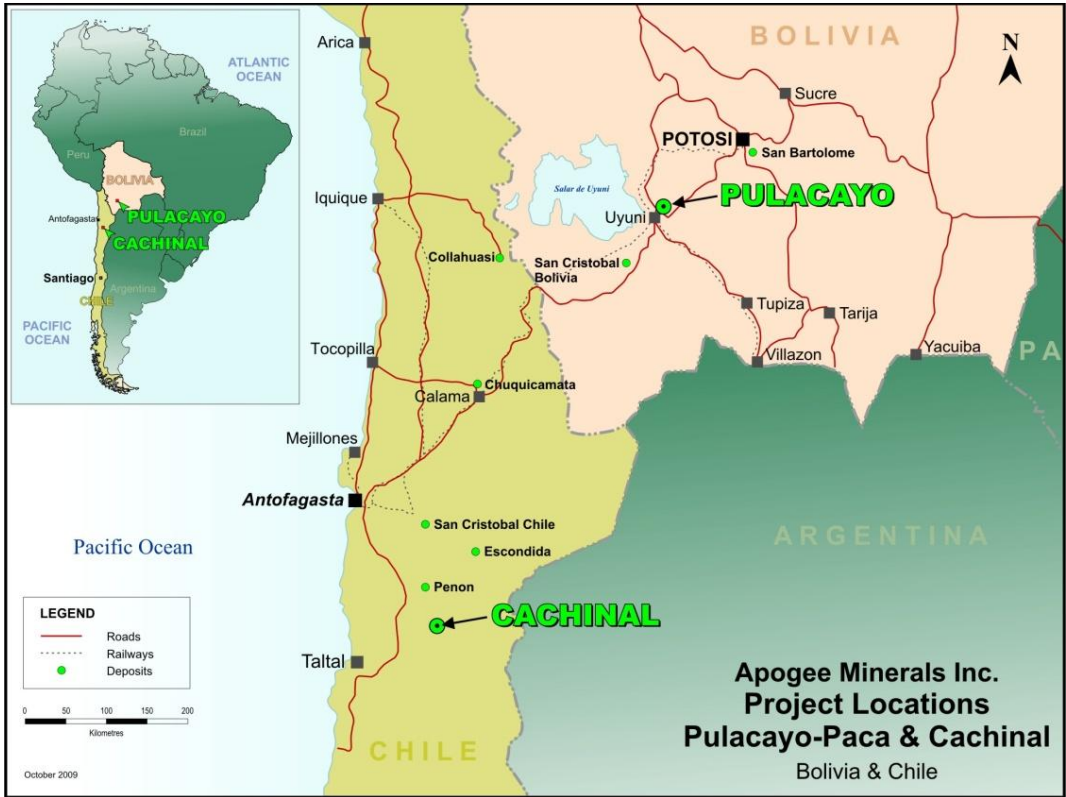 ATLANTIC
OCEAN
Brazil
Peru
BOLIVIA
PULACAYO
Antofagasta
CACHINAL
Santiago
Argentina
CHILE
PACIFIC
OCEAN
Arica
BOLIVIA
N
Sucre
POTOSI
San Bartolome
Salar de Uyuni
PULACAYO
Iquique
Uyuni
Collahuasi
San Cristobal
Bolivia
Tupiza
Tarija
Tocopilla
Villazon
Yacuiba
PA
Chuquicamata
Calama
Mejillones
Antofagasta
San Cristobal Chile
ARGENTINA
Pacific Ocean
Escondida
Penon
CACHINAL
LEGEND
Roads
Railways
Deposits
Taltal
0 50 100 150 200
Kilometres
CHILE
October 2009
Apogee Minerals Inc.
Project Locations
Pulacayo-Paca & Cachinal
Bolivia & Chile